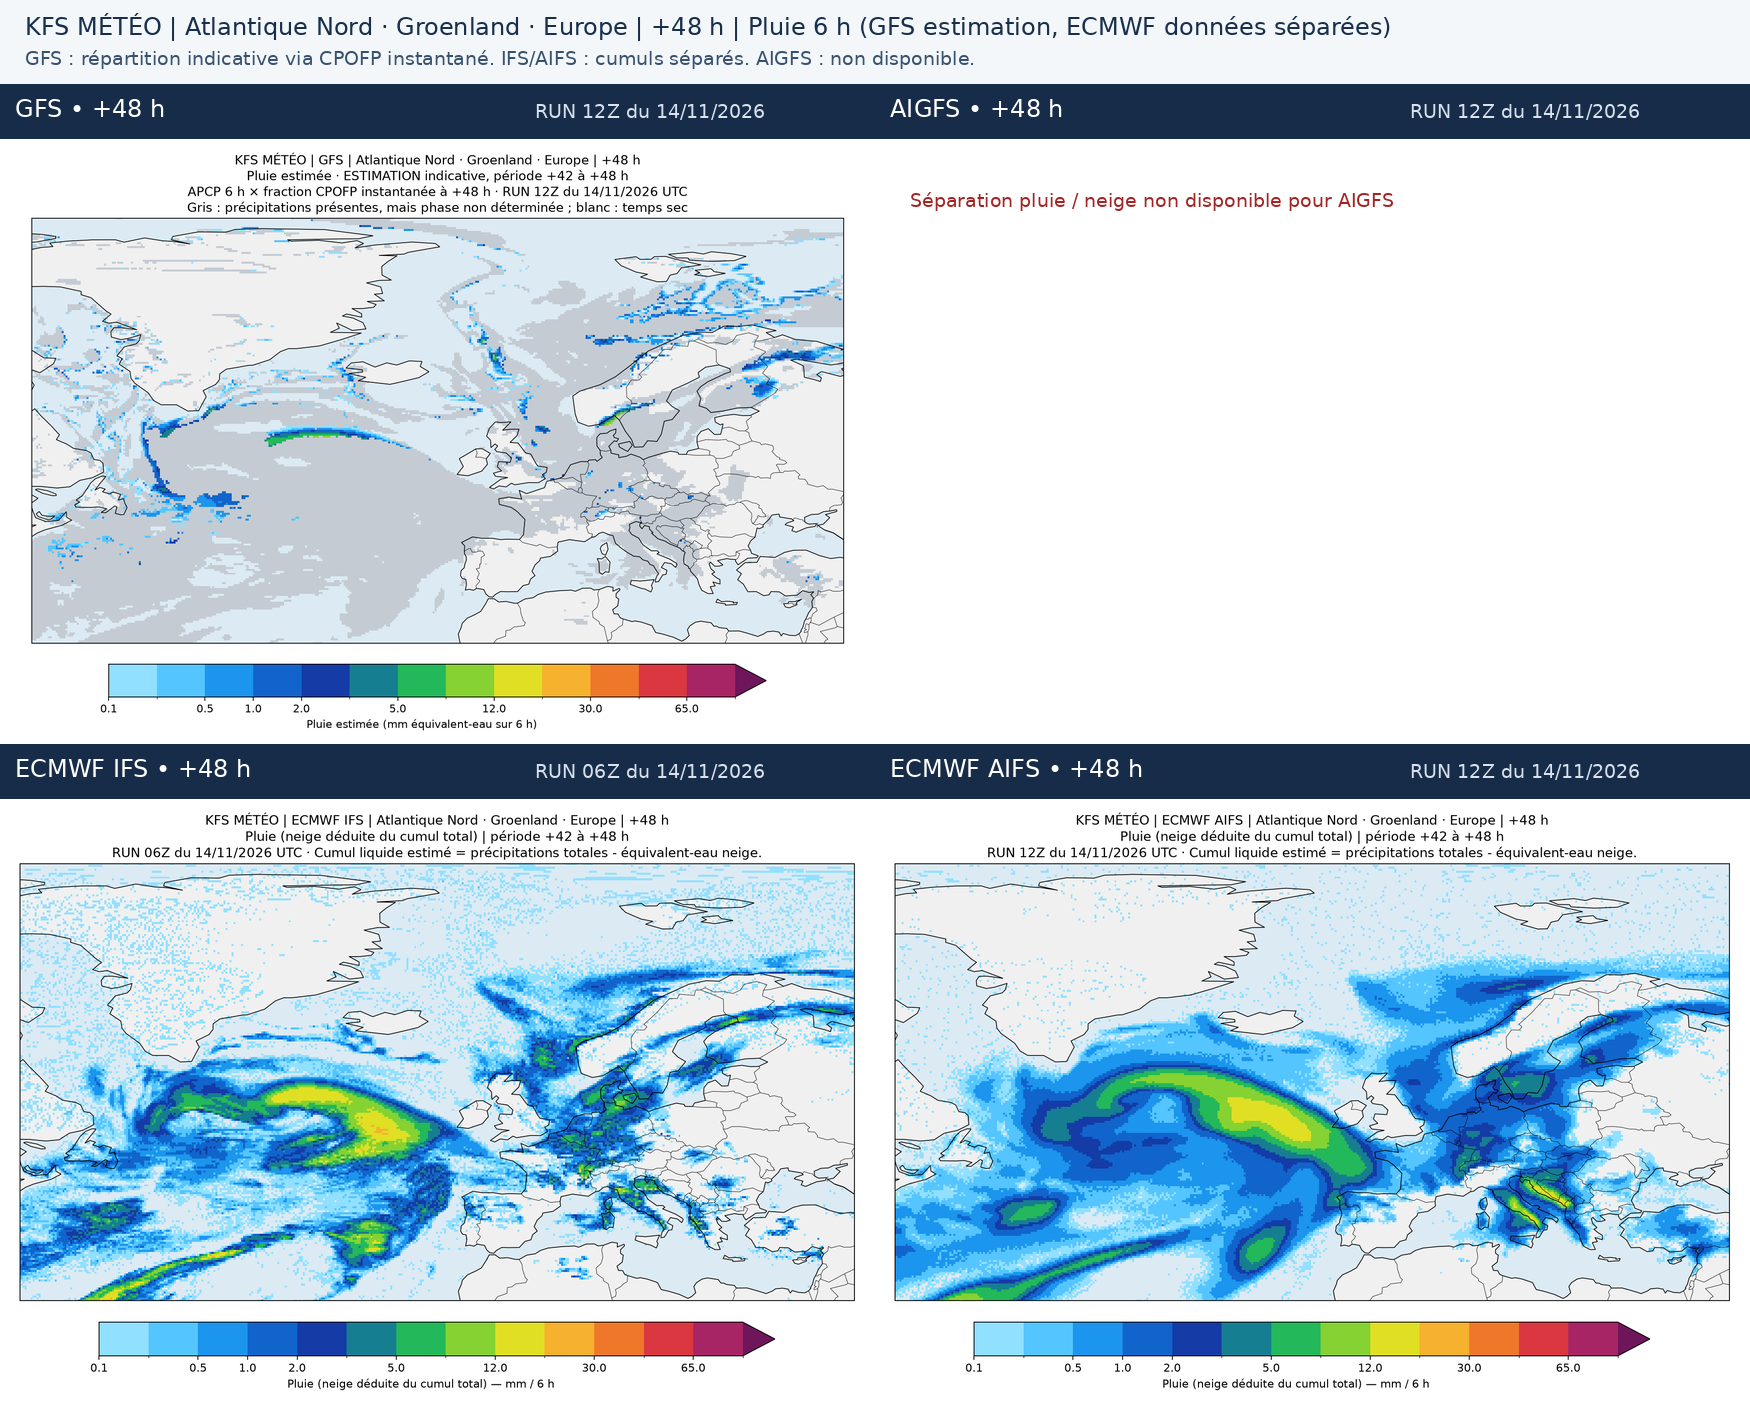 KFS MÉTÉO | Atlantique Nord · Groenland · Europe | +48 h | Pluie 6 h (GFS estimation, ECMWF données séparées)
GFS : répartition indicative via CPOFP instantané. IFS/AIFS : cumuls séparés. AIGFS : non disponible.
GFS • +48 h
RUN 12Z du 14/11/2026
AIGFS • +48 h
RUN 12Z du 14/11/2026
KFS MÉTÉO | GFS | Atlantique Nord · Groenland · Europe | +48 h
Pluie estimée · ESTIMATION indicative, période +42 à +48 h
APCP 6 h × fraction CPOFP instantanée à +48 h · RUN 12Z du 14/11/2026 UTC
Gris : précipitations présentes, mais phase non déterminée ; blanc : temps sec
Séparation pluie / neige non disponible pour AIGFS
0.1 0.5 1.0 2.0 5.0 12.0 30.0 65.0
Pluie estimée (mm équivalent-eau sur 6 h)
ECMWF IFS • +48 h
RUN 06Z du 14/11/2026
ECMWF AIFS • +48 h
RUN 12Z du 14/11/2026
KFS MÉTÉO | ECMWF IFS | Atlantique Nord · Groenland · Europe | +48 h
Pluie (neige déduite du cumul total) | période +42 à +48 h
RUN 06Z du 14/11/2026 UTC · Cumul liquide estimé = précipitations totales - équivalent-eau neige.
0.1 0.5 1.0 2.0 5.0 12.0 30.0 65.0
Pluie (neige déduite du cumul total) — mm / 6 h
KFS MÉTÉO | ECMWF AIFS | Atlantique Nord · Groenland · Europe | +48 h
Pluie (neige déduite du cumul total) | période +42 à +48 h
RUN 12Z du 14/11/2026 UTC · Cumul liquide estimé = précipitations totales - équivalent-eau neige.
0.1 0.5 1.0 2.0 5.0 12.0 30.0 65.0
Pluie (neige déduite du cumul total) — mm / 6 h